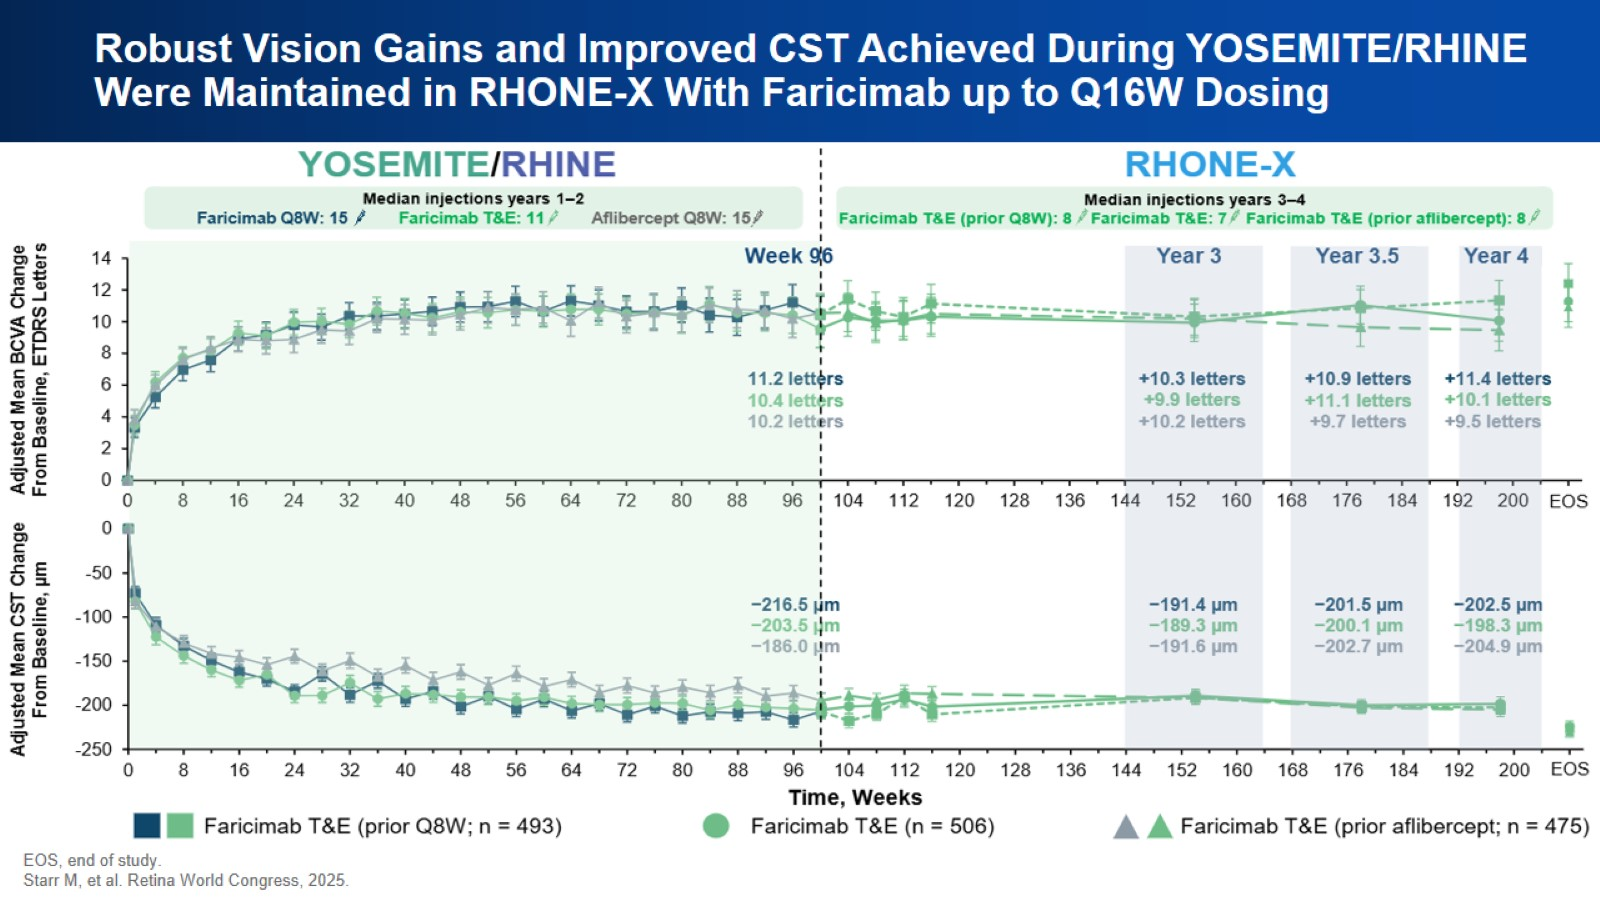 Robust Vision Gains and Improved CST Achieved During YOSEMITE/RHINE
Were Maintained in RHONE-X With Faricimab up to Q16W Dosing
YOSEMITE/RHINE
RHONE-X
Median injections years 1–2
Faricimab Q8W: 15 Faricimab T&E: 11 Aflibercept Q8W: 15
Median injections years 3–4
Faricimab T&E (prior Q8W): 8 Faricimab T&E: 7 Faricimab T&E (prior aflibercept): 8
Adjusted Mean BCVA Change
From Baseline, ETDRS Letters
14
12
10
8
6
4
2
0
Week 96
Year 3
Year 3.5
Year 4
11.2 letters
10.4 letters
10.2 letters
+10.3 letters
+9.9 letters
+10.2 letters
+10.9 letters
+11.1 letters
+9.7 letters
+11.4 letters
+10.1 letters
+9.5 letters
0 8 16 24 32 40 48 56 64 72 80 88 96 104 112 120 128 136 144 152 160 168 176 184 192 200 EOS
Adjusted Mean CST Change
From Baseline, µm
0
-50
-100
-150
-200
-250
−216.5 µm
−203.5 µm
−186.0 µm
−191.4 µm
−189.3 µm
−191.6 µm
−201.5 µm
−200.1 µm
−202.7 µm
−202.5 µm
−198.3 µm
−204.9 µm
0 8 16 24 32 40 48 56 64 72 80 88 96 104 112 120 128 136 144 152 160 168 176 184 192 200 EOS
Time, Weeks
Faricimab T&E (prior Q8W; n = 493)
Faricimab T&E (n = 506)
Faricimab T&E (prior aflibercept; n = 475)
EOS, end of study.
Starr M, et al. Retina World Congress, 2025.